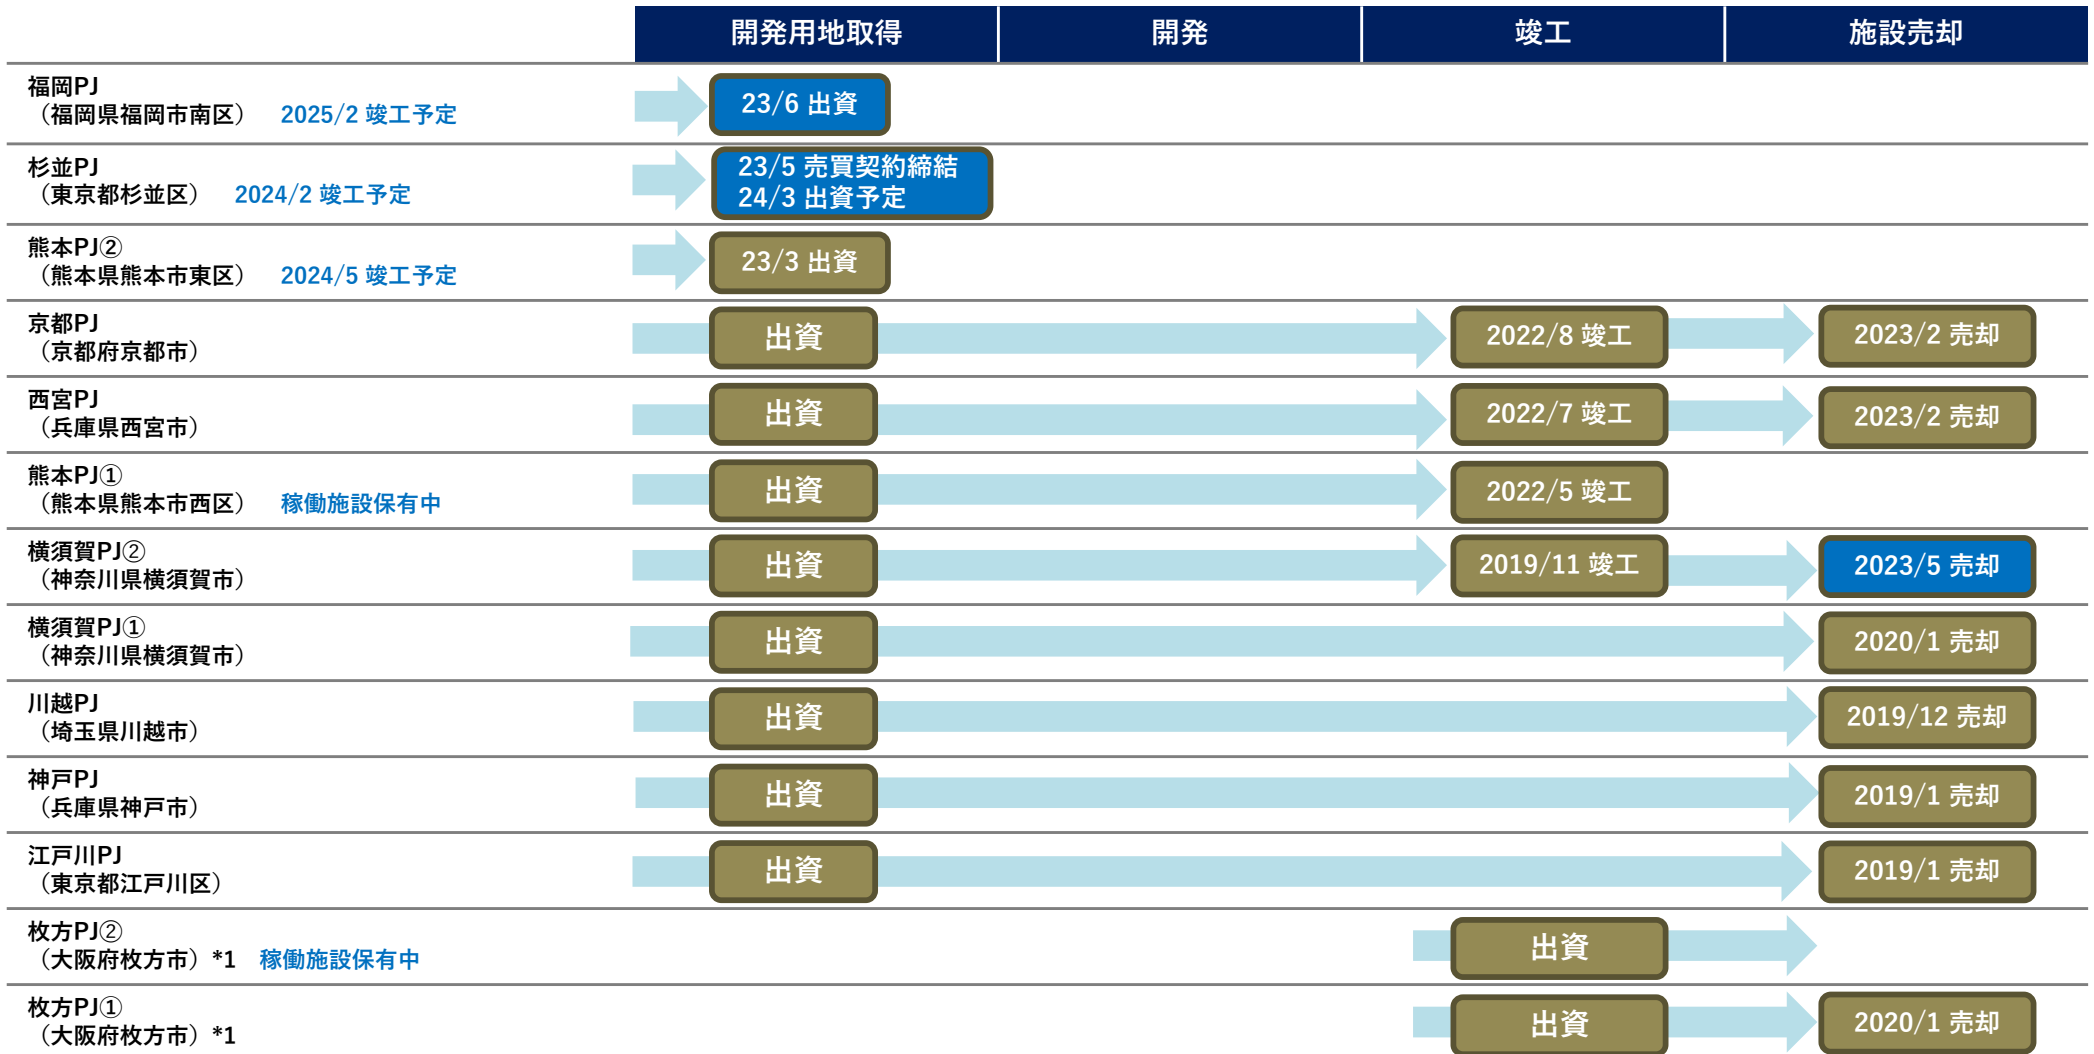 開発用地取得
開発
竣工
施設売却
福岡PJ
（福岡県福岡市南区） 2025/2 竣工予定
23/6 出資
杉並PJ
（東京都杉並区） 2024/2 竣工予定
23/5 売買契約締結
24/3 出資予定
熊本PJ②
（熊本県熊本市東区） 2024/5 竣工予定
23/3 出資
京都PJ
（京都府京都市）
出資
2022/8 竣工
2023/2 売却
西宮PJ
（兵庫県西宮市）
出資
2022/7 竣工
2023/2 売却
熊本PJ①
（熊本県熊本市西区） 稼働施設保有中
出資
2022/5 竣工
横須賀PJ②
（神奈川県横須賀市）
出資
2019/11 竣工
2023/5 売却
横須賀PJ①
（神奈川県横須賀市）
出資
2020/1 売却
川越PJ
（埼玉県川越市）
出資
2019/12 売却
神戸PJ
（兵庫県神戸市）
出資
2019/1 売却
江戸川PJ
（東京都江戸川区）
出資
2019/1 売却
枚方PJ②
（大阪府枚方市）*1 稼働施設保有中
出資
枚方PJ①
（大阪府枚方市）*1
出資
2020/1 売却